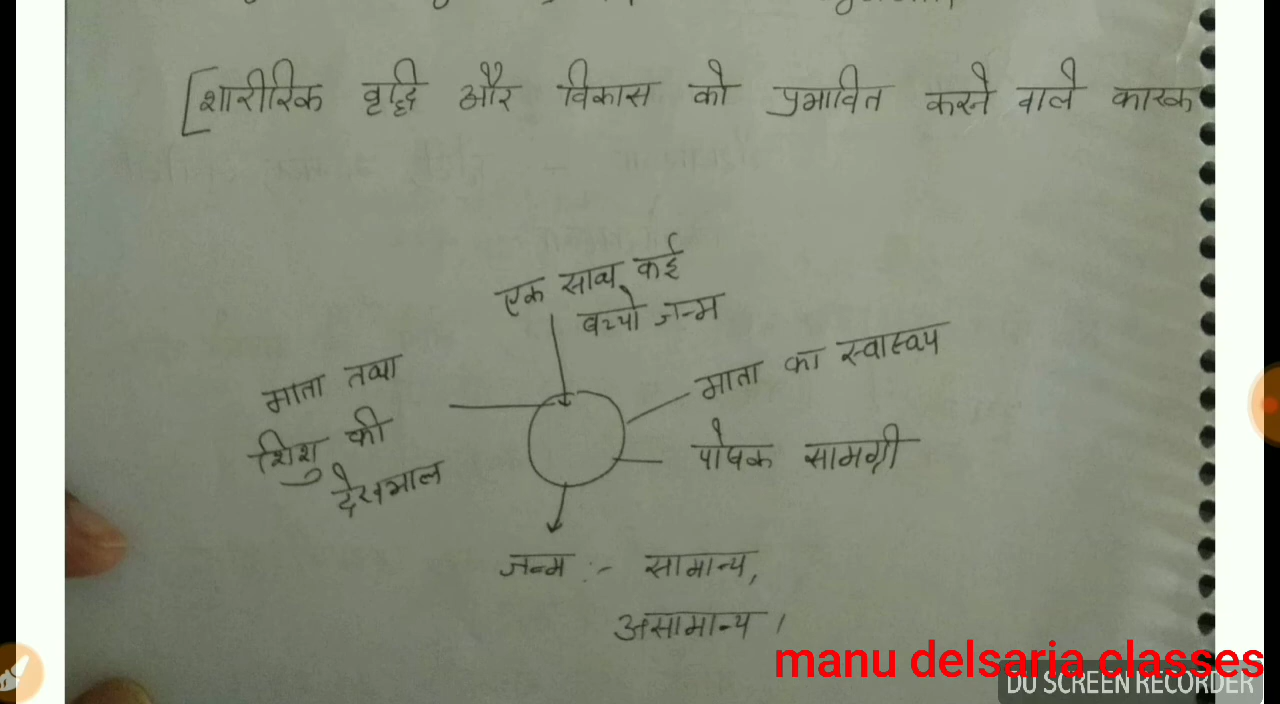 [शारीरिक वृद्धि और विकास को प्रभावित करने वाले कारक
एक साथ कई
बच्चो जन्म
माता तथा
शिशु की
देखभाल
माता का स्वास्थय
पोषक सामग्री
जन्म :- सामान्य,
असामान्य ।
manu delsaria classes
DU SCREEN RECORDER